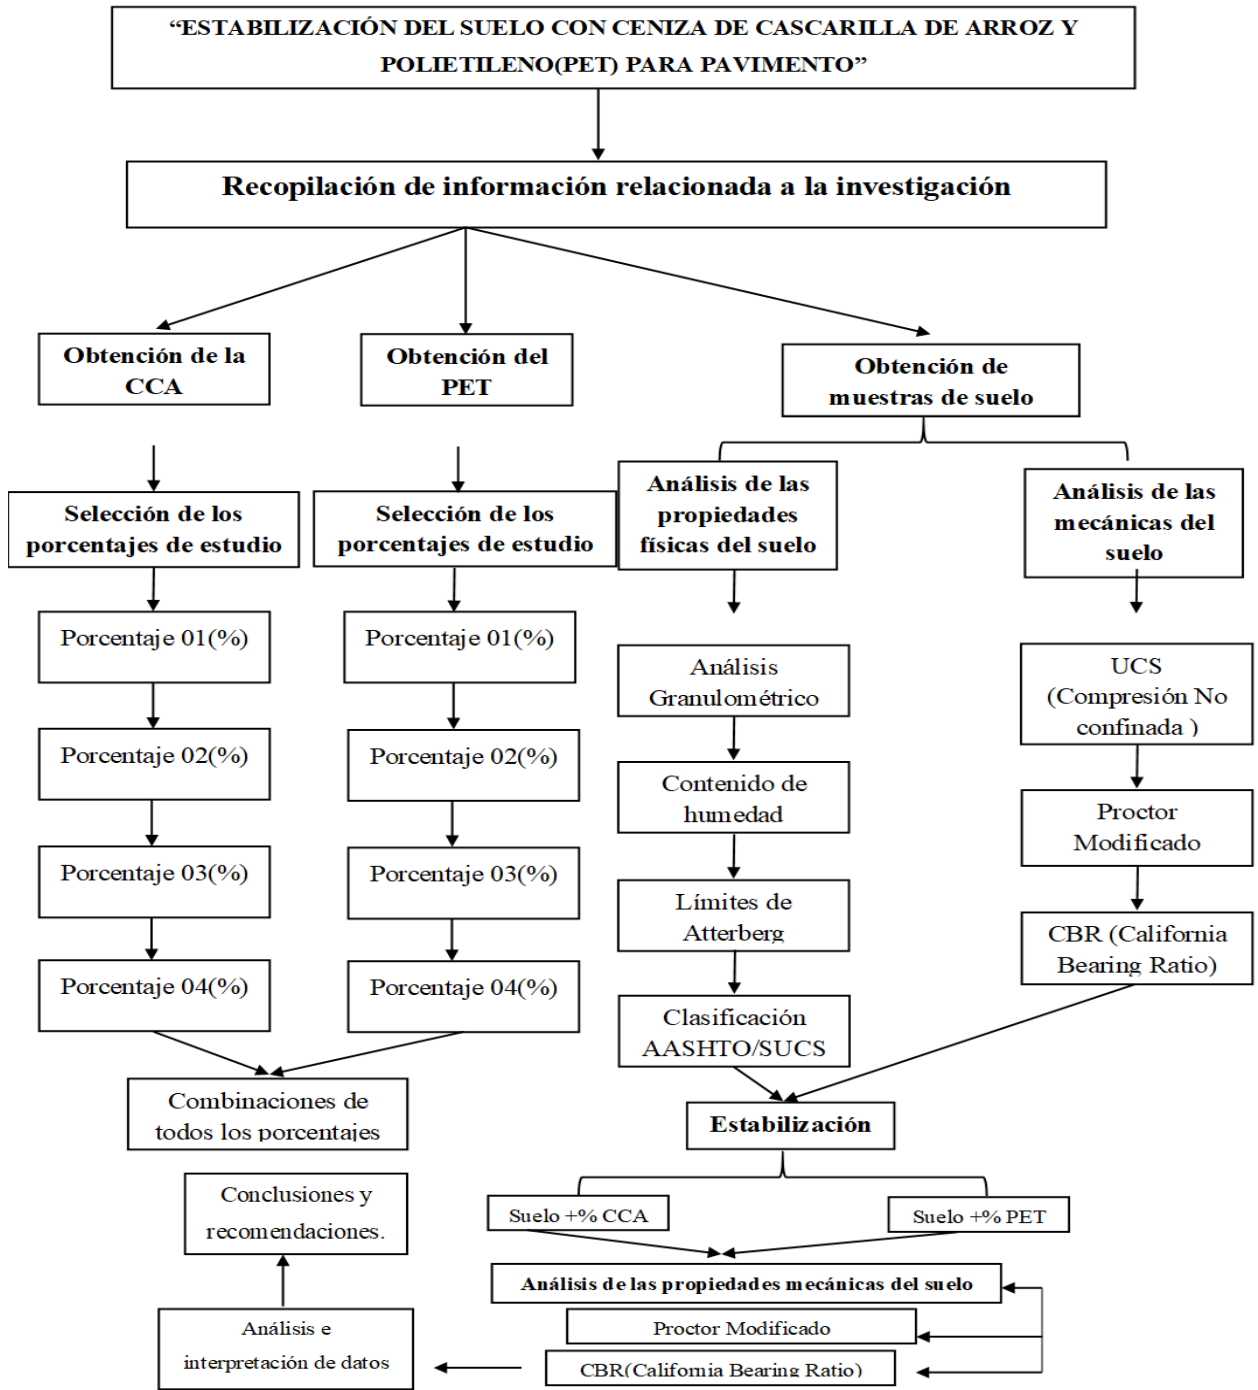 “ESTABILIZACIÓN DEL SUELO CON CENIZA DE CASCARILLA DE ARROZ Y
POLIETILENO(PET) PARA PAVIMENTO”
Recopilación de información relacionada a la investigación
Obtención de la
CCA
Obtención del
PET
Obtención de
muestras de suelo
Selección de los
porcentajes de estudio
Selección de los
porcentajes de estudio
Análisis de las
propiedades
físicas del suelo
Análisis de las
mecánicas del
suelo
Porcentaje 01(%)
Porcentaje 02(%)
Porcentaje 03(%)
Porcentaje 04(%)
Porcentaje 01(%)
Porcentaje 02(%)
Porcentaje 03(%)
Porcentaje 04(%)
Combinaciones de
todos los porcentajes
Análisis
Granulométrico
Contenido de
humedad
Límites de
Atterberg
Clasificación
AASHTO/SUCS
UCS
(Compresión No
confinada )
Proctor
Modificado
CBR (California
Bearing Ratio)
Estabilización
Suelo +% CCA
Suelo +% PET
Análisis de las propiedades mecánicas del suelo
Proctor Modificado
CBR(California Bearing Ratio)
Análisis e
interpretación de datos
Conclusiones y
recomendaciones.